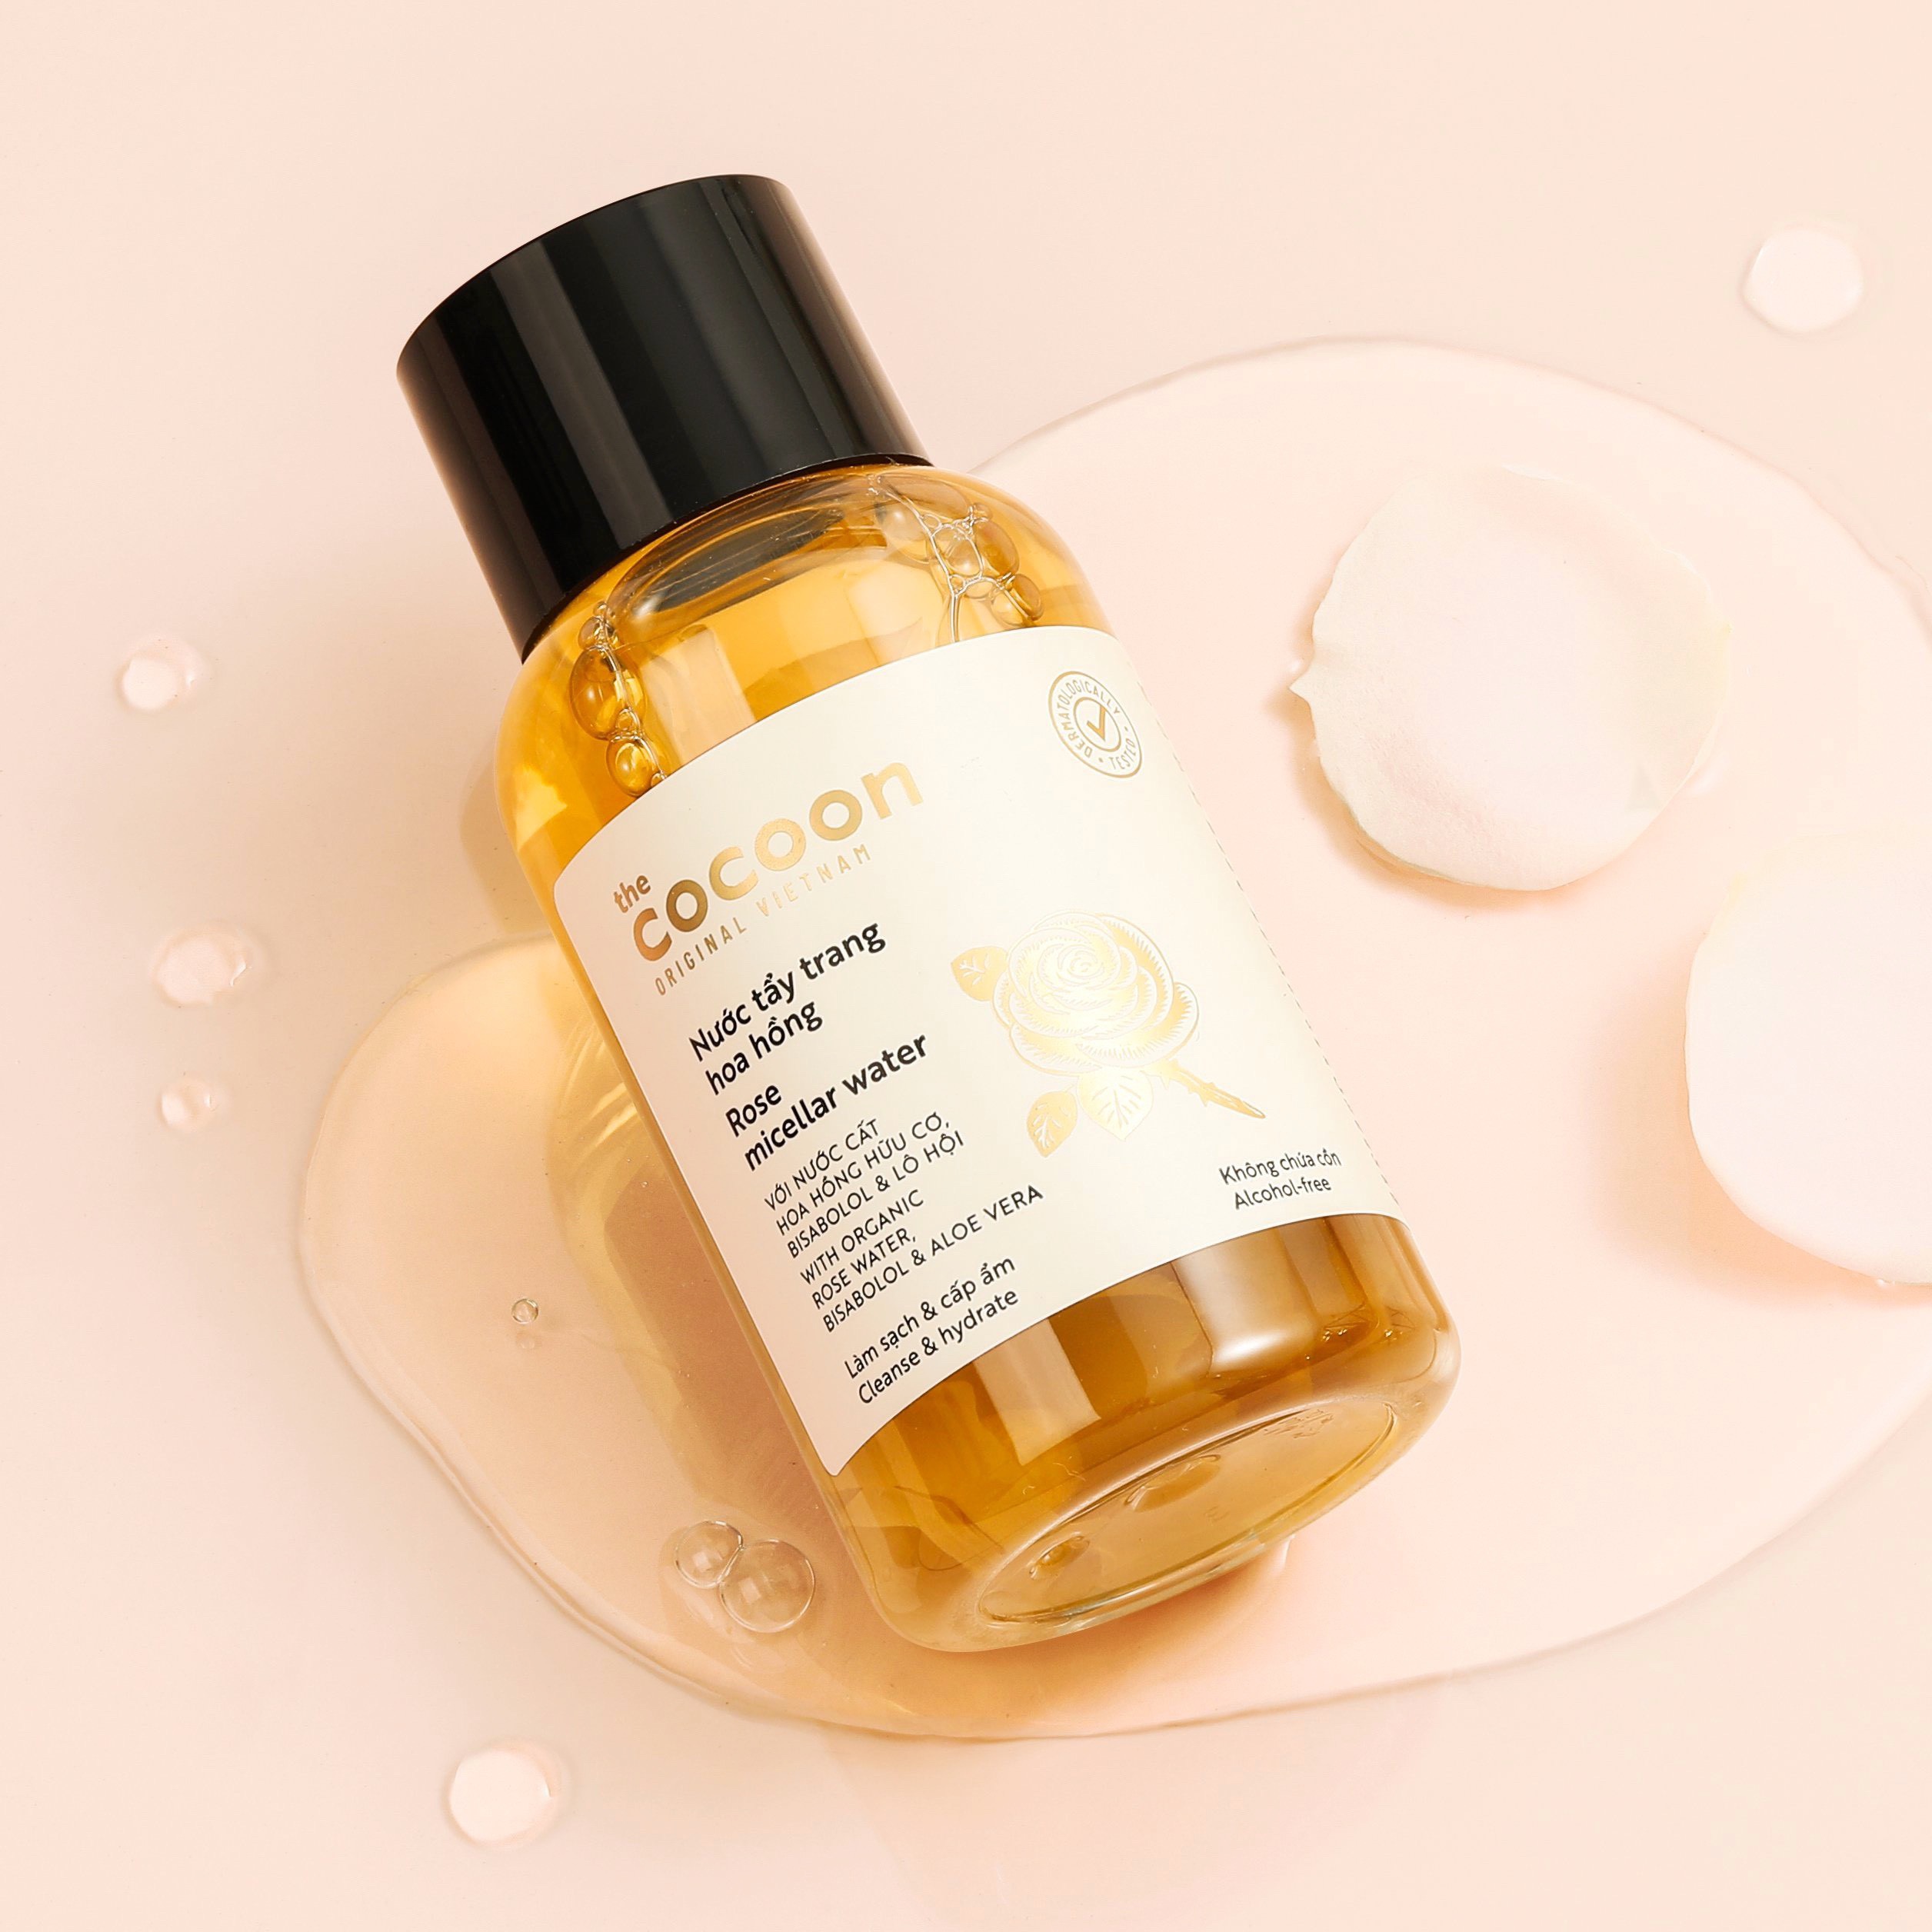 the
cocoon
ORIGINAL VIETNAM
DERMATOLOGICALLY • TESTED •
Nước tẩy trang
hoa hồng
Rose
micellar water
VỚI NƯỚC CẤT
HOA HỒNG HỮU CƠ,
BISABOLOL & LÔ HỘI
WITH ORGANIC
ROSE WATER,
BISABOLOL & ALOE VERA
Làm sạch & cấp ẩm
Cleanse & hydrate
Không chứa cồn
Alcohol-free